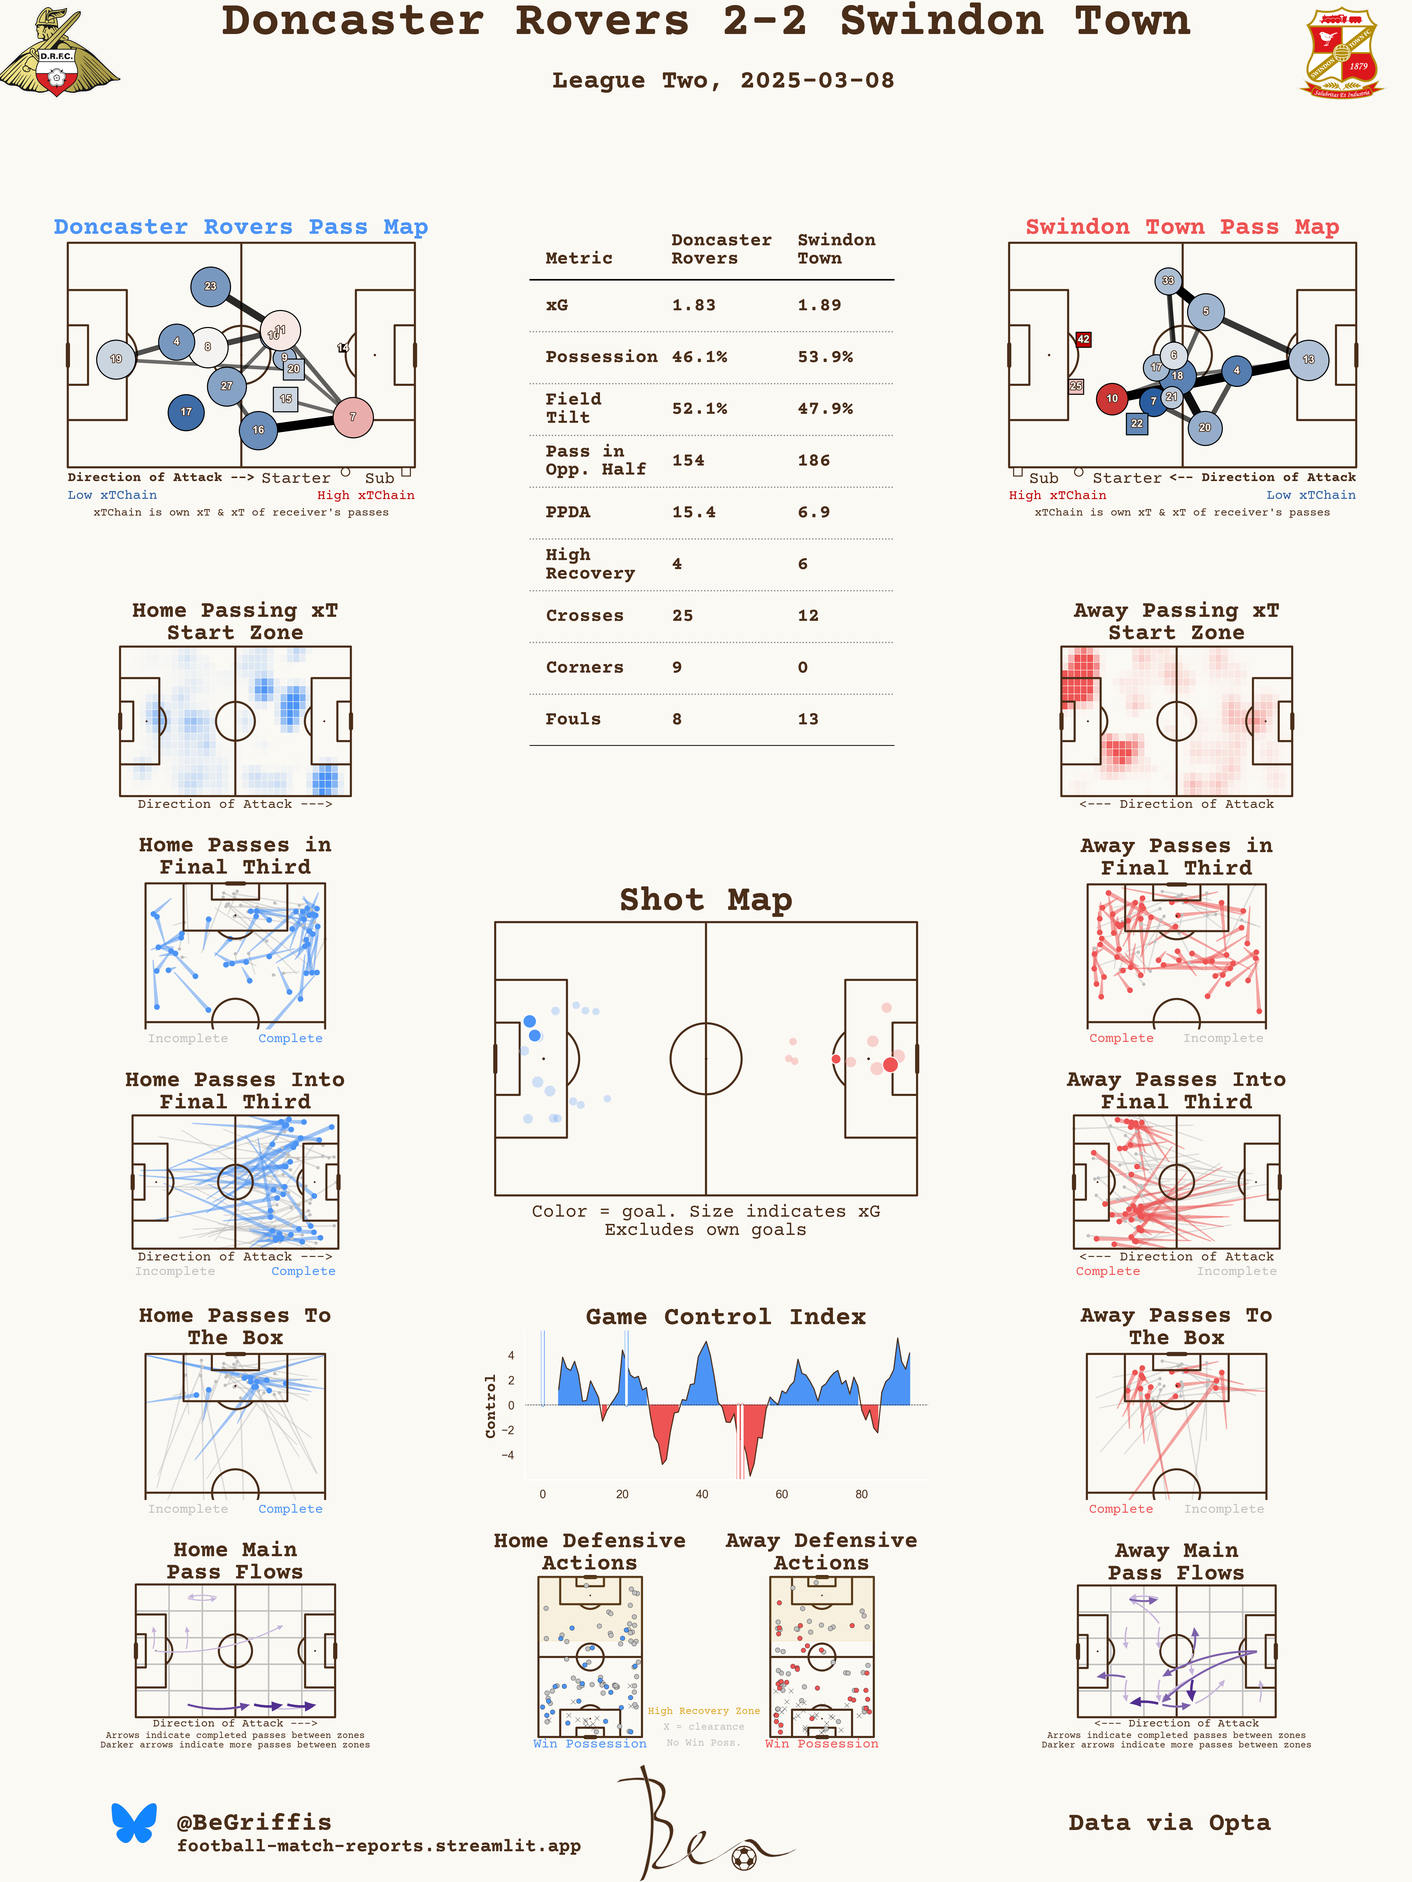 Doncaster Rovers 2-2 Swindon Town
League Two, 2025-03-08
D.R.F.C.
SWINDON TOWN FC
1879
Salubritas Et Industria
Doncaster Rovers Pass Map
23
11
10
4
8
19
9
20
27
15
17
7
16
14
Direction of Attack --> Starter Sub
Low xTChain High xTChain
xTChain is own xT & xT of receiver's passes
Metric Doncaster Rovers Swindon Town
xG 1.83 1.89
Possession 46.1% 53.9%
Field Tilt 52.1% 47.9%
Pass in Opp. Half 154 186
PPDA 15.4 6.9
High Recovery 4 6
Crosses 25 12
Corners 9 0
Fouls 8 13
Swindon Town Pass Map
33
5
42
6
17
18
4
13
25
10
7
21
22
20
Sub Starter <-- Direction of Attack
High xTChain Low xTChain
xTChain is own xT & xT of receiver's passes
Home Passing xT
Start Zone
Direction of Attack --->
Away Passing xT
Start Zone
<--- Direction of Attack
Home Passes in
Final Third
Incomplete Complete
Away Passes in
Final Third
Complete Incomplete
Shot Map
Color = goal. Size indicates xG
Excludes own goals
Home Passes Into
Final Third
Direction of Attack --->
Incomplete Complete
Away Passes Into
Final Third
<--- Direction of Attack
Complete Incomplete
Home Passes To
The Box
Incomplete Complete
Game Control Index
Control
4
2
0
−2
−4
0 20 40 60 80
Away Passes To
The Box
Complete Incomplete
Home Main
Pass Flows
Direction of Attack --->
Arrows indicate completed passes between zones
Darker arrows indicate more passes between zones
Home Defensive
Actions
Win Possession
Away Defensive
Actions
Win Possession
High Recovery Zone
X = clearance
No Win Poss.
Away Main
Pass Flows
<--- Direction of Attack
Arrows indicate completed passes between zones
Darker arrows indicate more passes between zones
@BeGriffis
football-match-reports.streamlit.app
Ben
Data via Opta